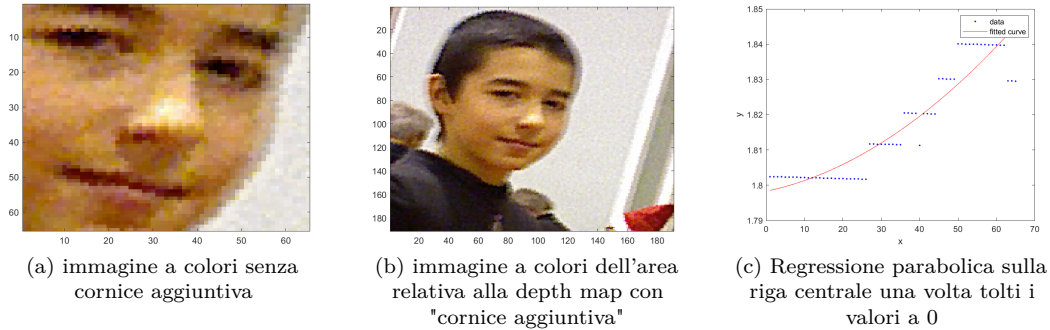 10
20
30
40
50
60
10 20 30 40 50 60
(a) immagine a colori senza
cornice aggiuntiva
20
40
60
80
100
120
140
160
180
20 40 60 80 100 120 140 160 180
(b) immagine a colori dell'area
relativa alla depth map con
"cornice aggiuntiva"
1.85
1.84
1.83
1.82
1.81
1.8
1.79
y
data
fitted curve
0 10 20 30 40 50 60 70
x
(c) Regressione parabolica sulla
riga centrale una volta tolti i
valori a 0